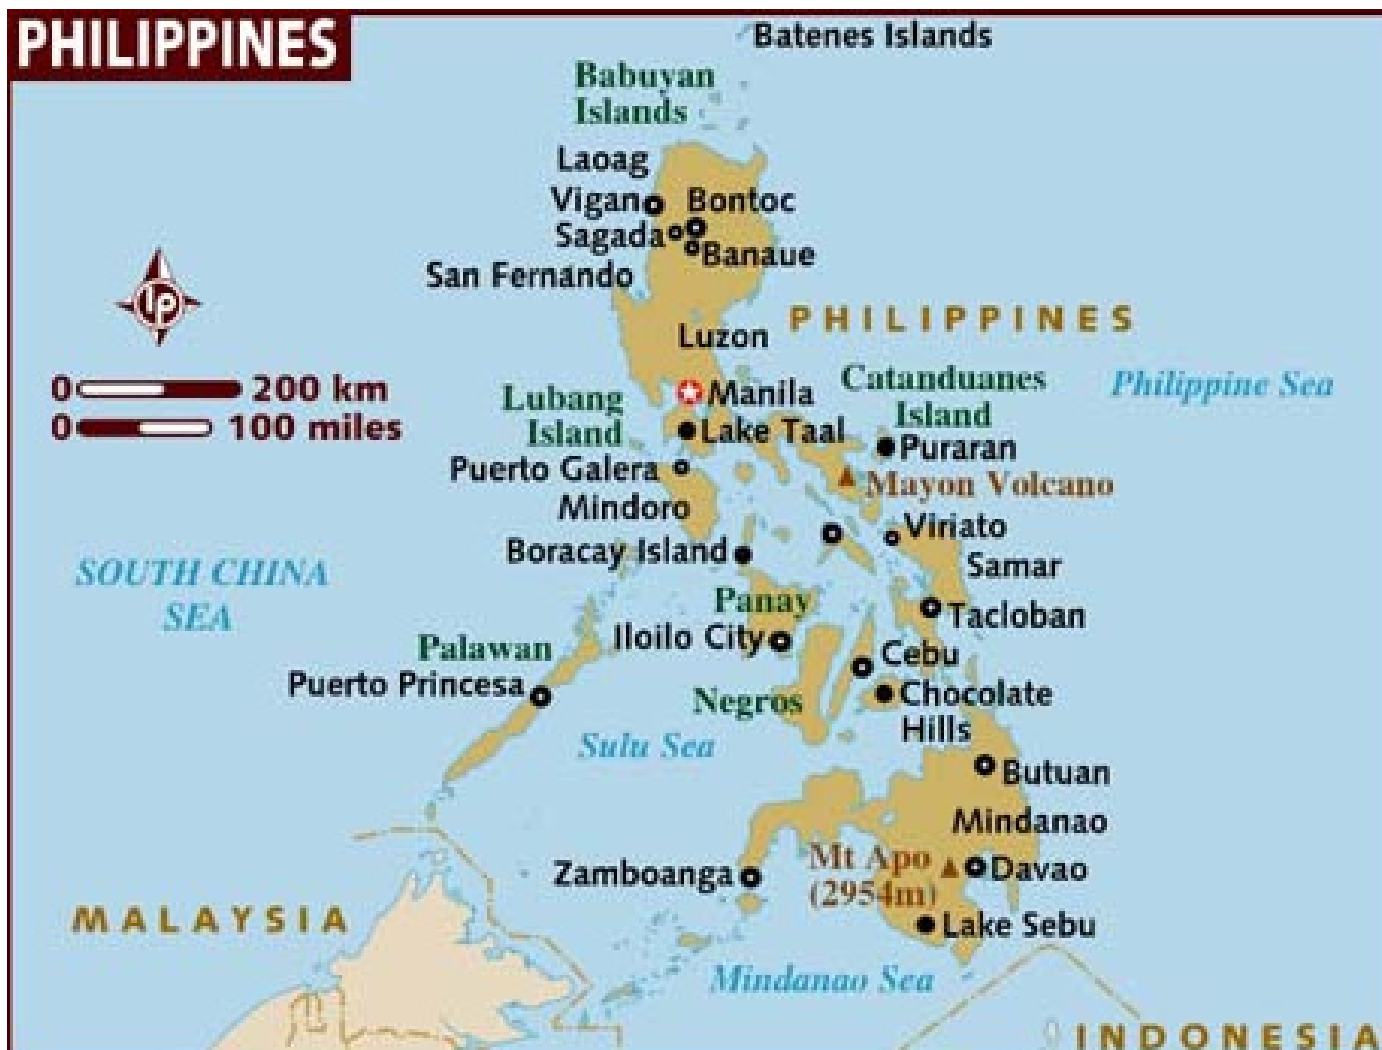 PHILIPPINES
Batenes Islands
Babuyan
Islands
Laoag
Vigan
Bontoc
Sagada
Banaue
San Fernando
PHILIPPINES
Luzon
lp
0 200 km
0 100 miles
Manila
Catanduanes
Island
Philippine Sea
Lubang
Island
Lake Taal
Puraran
Puerto Galera
Mayon Volcano
Mindoro
Viriato
Boracay Island
Samar
SOUTH CHINA
SEA
Panay
Tacloban
Iloilo City
Palawan
Cebu
Puerto Princesa
Negros
Chocolate
Hills
Sulu Sea
Butuan
Mindanao
Mt Apo
(2954m)
Davao
Zamboanga
MALAYSIA
Lake Sebu
Mindanao Sea
INDONESIA